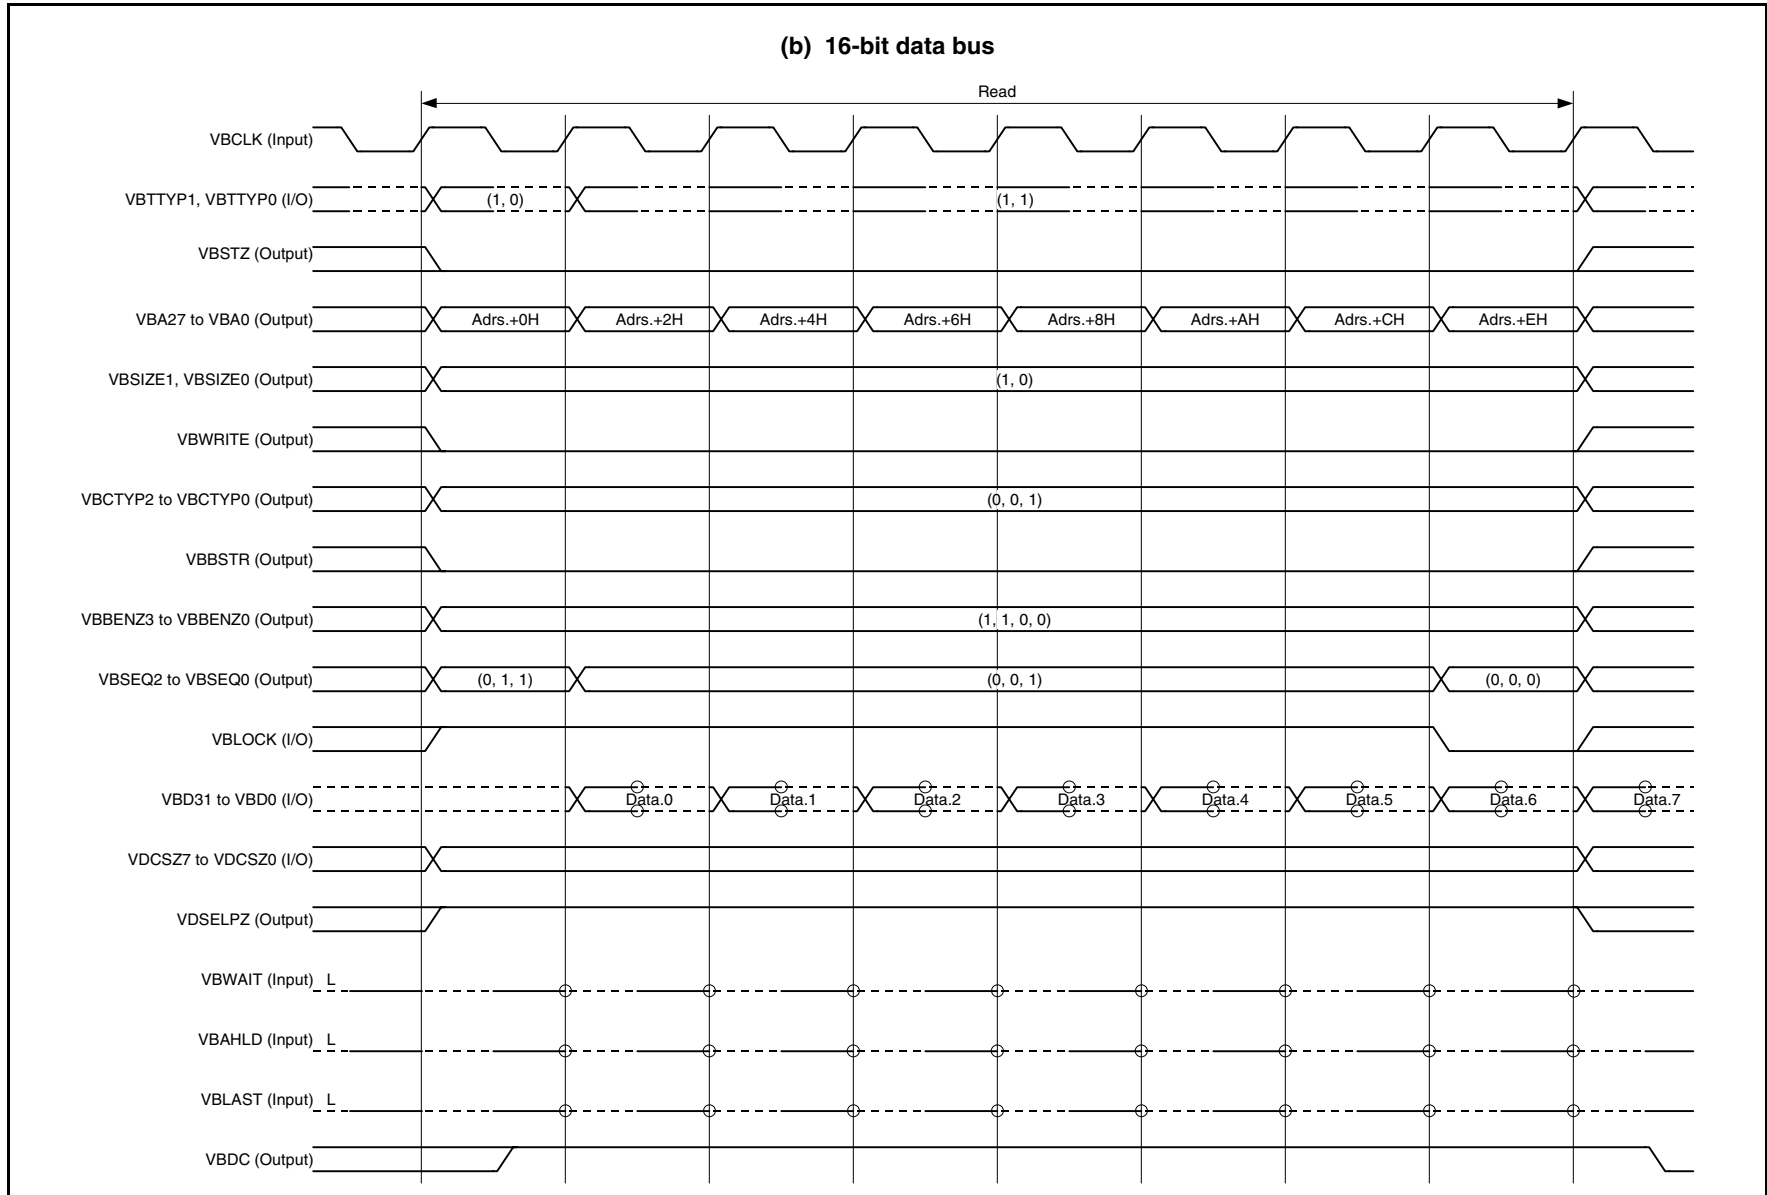 (b) 16-bit data bus
Read
VBCLK (Input)
VBTTYP1, VBTTYP0 (I/O) (1, 0) (1, 1)
VBSTZ (Output)
VBA27 to VBA0 (Output) Adrs.+0H Adrs.+2H Adrs.+4H Adrs.+6H Adrs.+8H Adrs.+AH Adrs.+CH Adrs.+EH
VBSIZE1, VBSIZE0 (Output) (1, 0)
VBWRITE (Output)
VBCTYP2 to VBCTYP0 (Output) (0, 0, 1)
VBBSTR (Output)
VBBENZ3 to VBBENZ0 (Output) (1, 1, 0, 0)
VBSEQ2 to VBSEQ0 (Output) (0, 1, 1) (0, 0, 1) (0, 0, 0)
VBLOCK (I/O)
VBD31 to VBD0 (I/O) Data.0 Data.1 Data.2 Data.3 Data.4 Data.5 Data.6 Data.7
VDCSZ7 to VDCSZ0 (I/O)
VDSELPZ (Output)
VBWAIT (Input) L
VBAHLD (Input) L
VBLAST (Input) L
VBDC (Output)